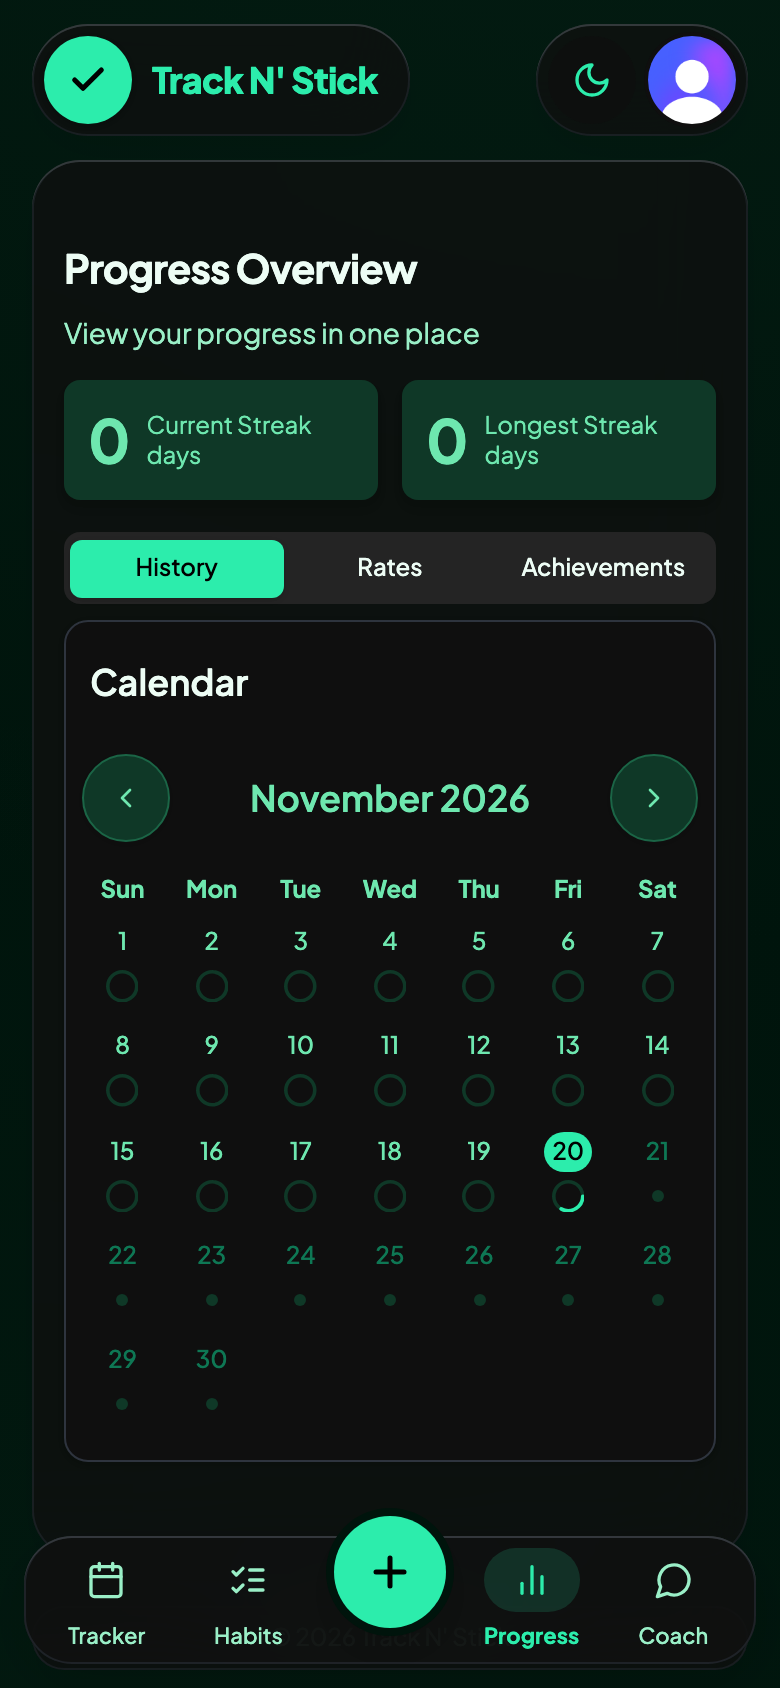 Track N' Stick
Progress Overview
View your progress in one place
0 Current Streak
days
0 Longest Streak
days
History Rates Achievements
Calendar
November 2026
Sun Mon Tue Wed Thu Fri Sat
1 2 3 4 5 6 7
8 9 10 11 12 13 14
15 16 17 18 19 20 21
22 23 24 25 26 27 28
29 30
2026 Track N' St
Tracker Habits Progress Coach